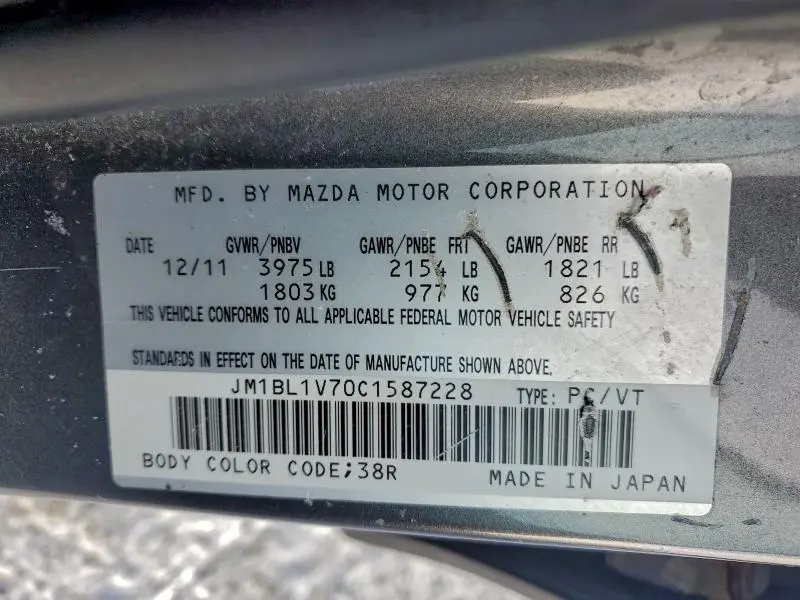 MFD. BY MAZDA MOTOR CORPORATION
DATE GVWR/PNBV GAWR/PNBE FRT GAWR/PNBE RR
12/11 3975 LB 2154 LB 1821 LB
1803 KG 977 KG 826 KG
THIS VEHICLE CONFORMS TO ALL APPLICABLE FEDERAL MOTOR VEHICLE SAFETY
STANDARDS IN EFFECT ON THE DATE OF MANUFACTURE SHOWN ABOVE.
JM1BL1V70C1587228 TYPE: PC/VT
BODY COLOR CODE;38R MADE IN JAPAN